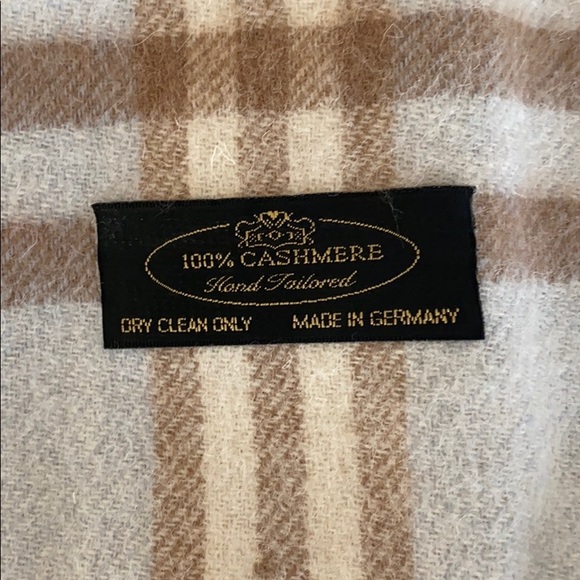 100% CASHMERE
Hand Tailored
DRY CLEAN ONLY MADE IN GERMANY